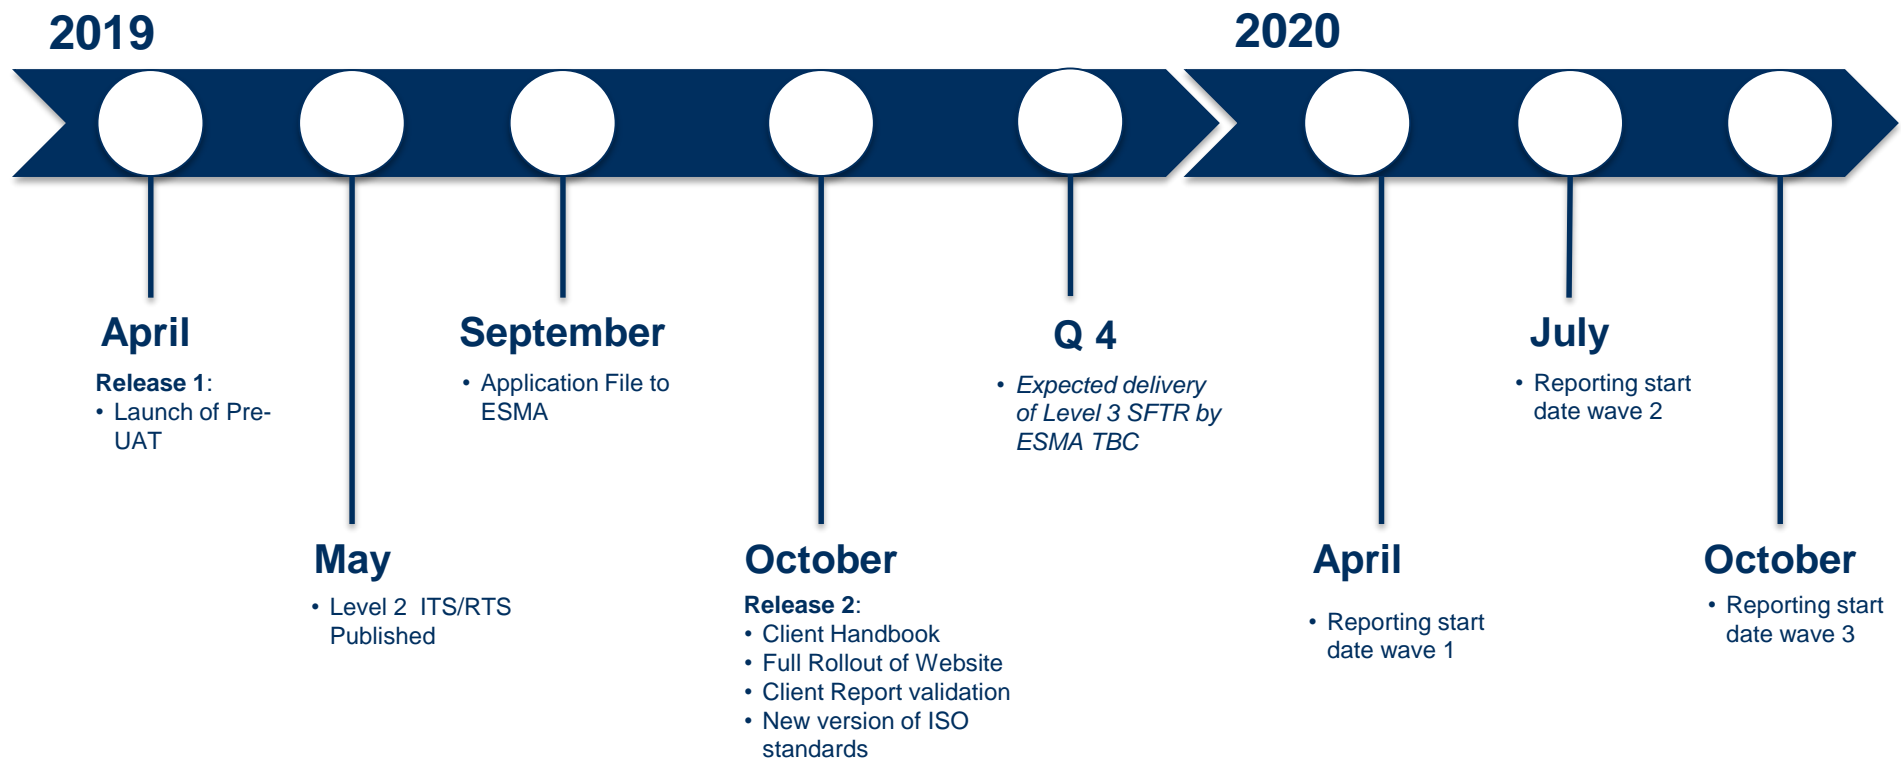 2019
2020
April
Release 1:
• Launch of Pre-
UAT
May
• Level 2  ITS/RTS
Published
September
• Application File to
ESMA
October
Release 2:
• Client Handbook
• Full Rollout of Website
• Client Report validation
• New version of ISO
standards
Q 4
• Expected delivery
of Level 3 SFTR by
ESMA TBC
April
• Reporting start
date wave 1
July
• Reporting start
date wave 2
October
• Reporting start
date wave 3